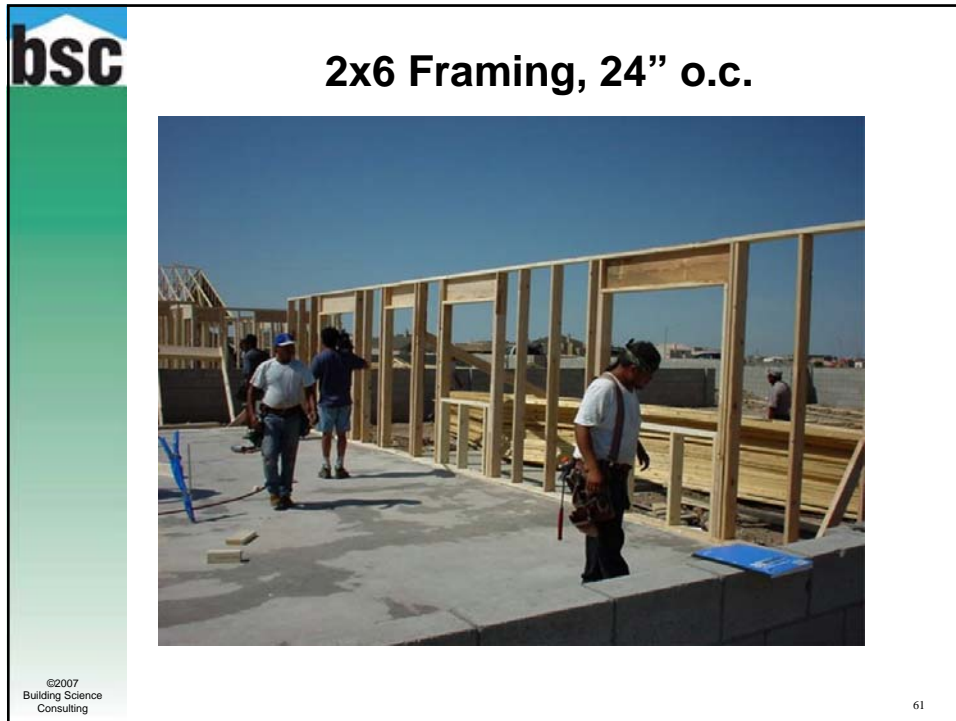 bsc
2x6 Framing, 24” o.c.
©2007
Building Science
Consulting
61